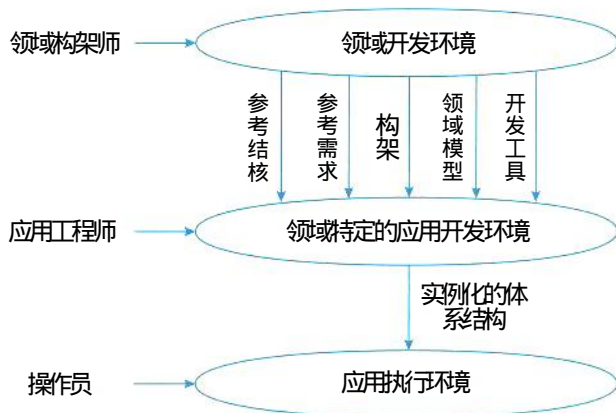 领域构架师
领域开发环境
参考结核
参考需求
构架
领域模型
开发工具
应用工程师
领域特定的应用开发环境
实例化的体
系结构
操作员
应用执行环境